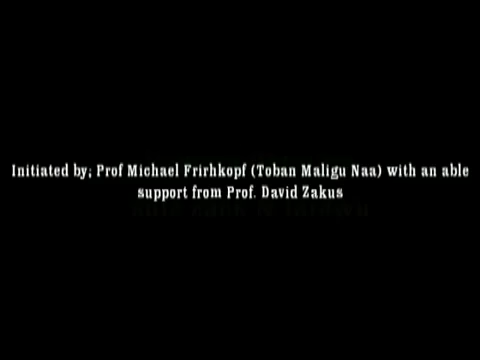 Initiated by; Prof Michael Frirhkopf (Toban Maligu Naa) with an able
support from Prof. David Zakus